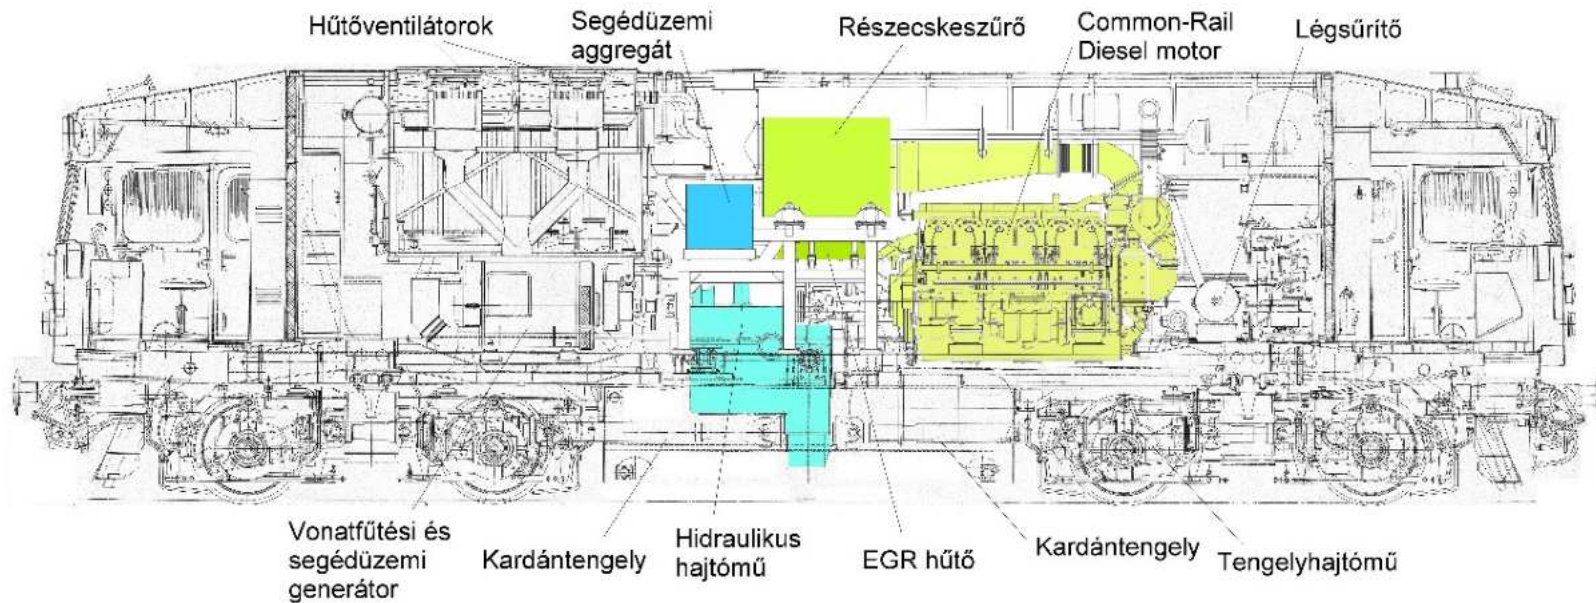 Hűtőventilátorok
Segédüzemi
aggregát
Részecskeszűrő
Common-Rail
Diesel motor
Légsűrítő
Vonatfűtési és
segédüzemi
generátor
Kardántengely
Hidraulikus
hajtómű
EGR hűtő
Kardántengely
Tengelyhajtómű